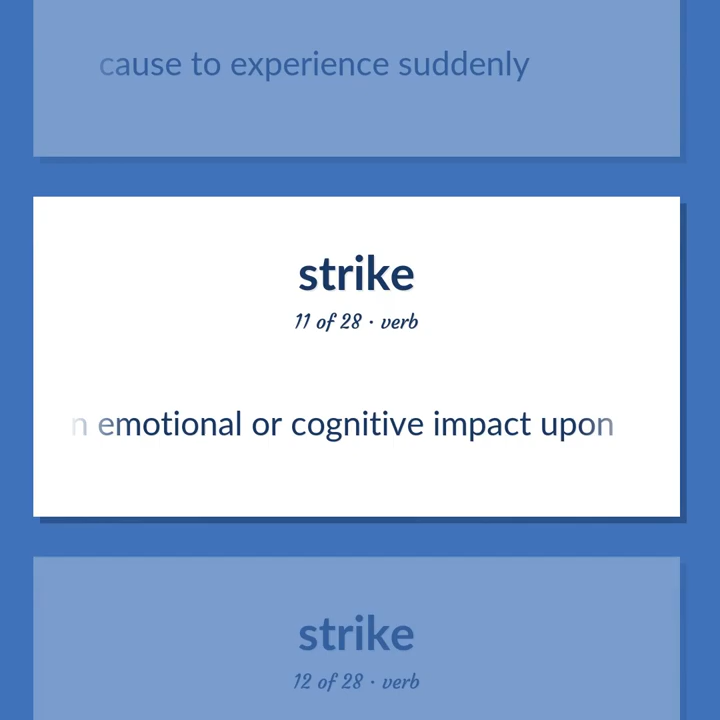 cause to experience suddenly
strike
11 of 28 · verb
n emotional or cognitive impact upon
strike
12 of 28 · verb